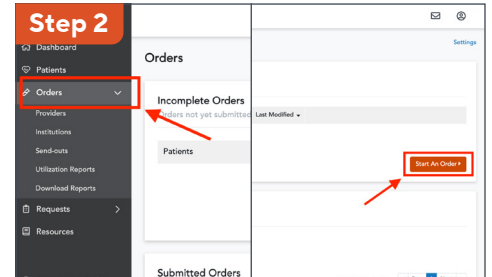 Step 2
Dashboard
Patients
Orders
Providers
Institutions
Send-outs
Utilization Reports
Download Reports
Requests
Resources
Orders
Incomplete Orders
Orders not yet submitted
Patients
Submitted Orders
Settings
Last Modified
Start An Order